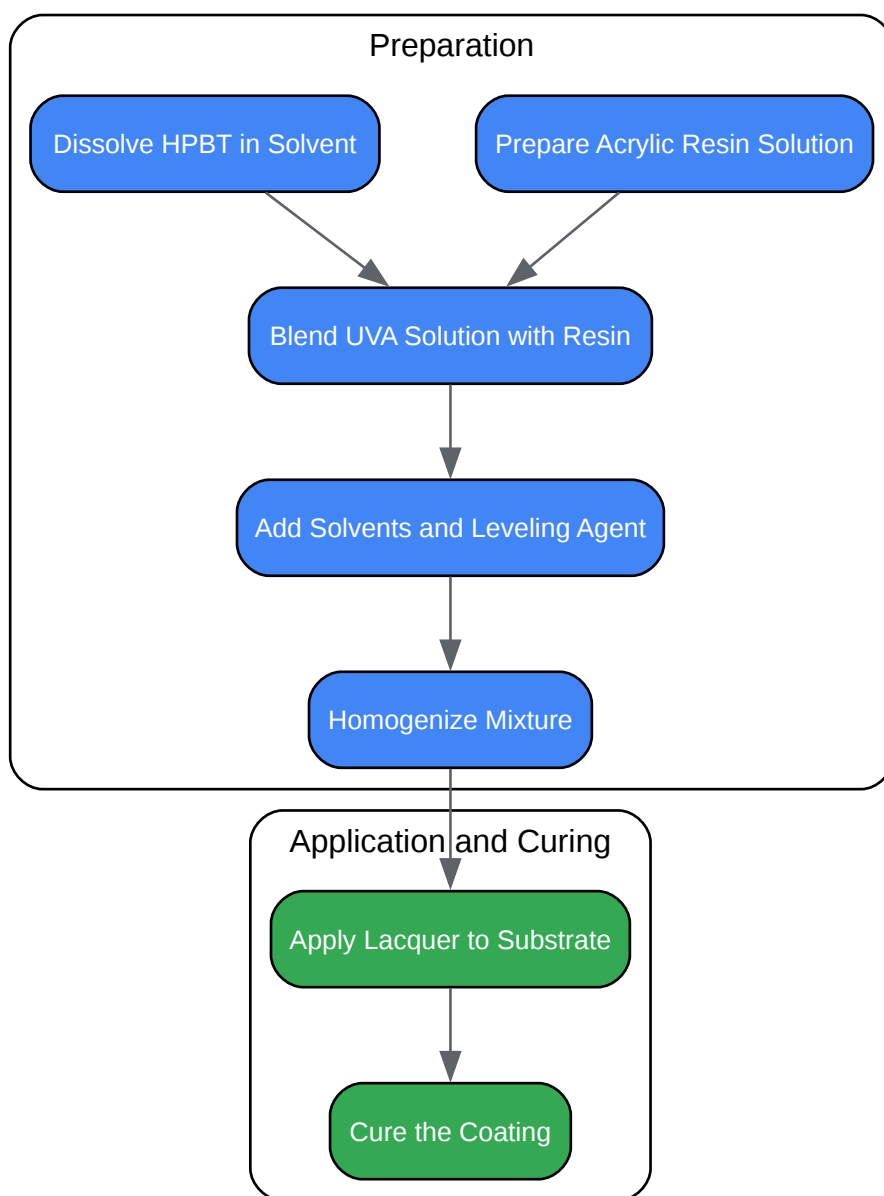 Preparation
Dissolve HPBT in Solvent
Prepare Acrylic Resin Solution
Blend UVA Solution with Resin
Add Solvents and Leveling Agent
Homogenize Mixture
Application and Curing
Apply Lacquer to Substrate
Cure the Coating